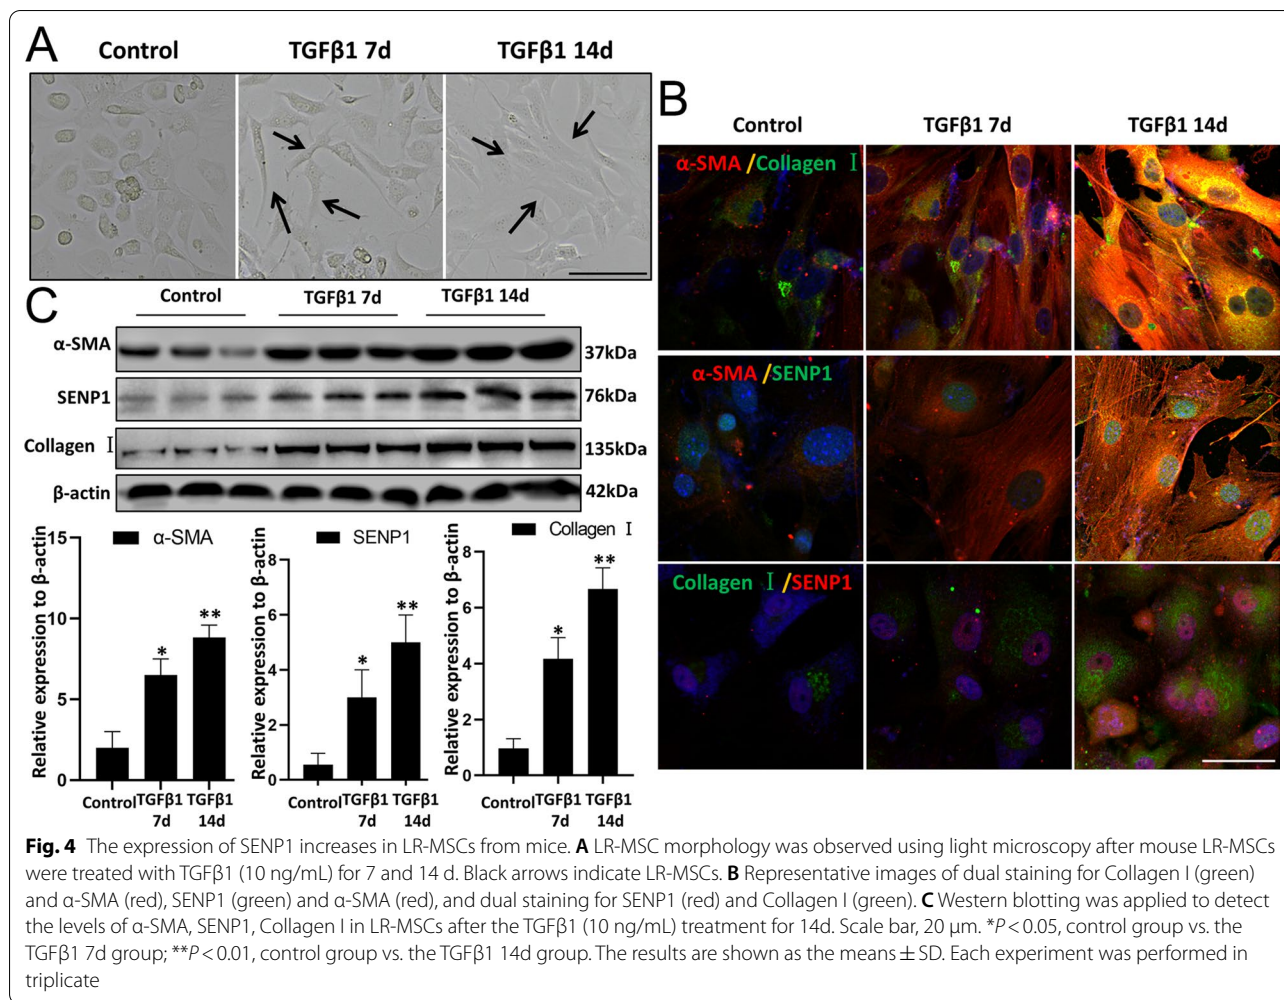 A
Control
TGFβ1 7d
TGFβ1 14d
B
Control
TGFβ1 7d
TGFβ1 14d
α-SMA /Collagen Ⅰ
α-SMA /SENP1
Collagen Ⅰ /SENP1
C
Control
TGFβ1 7d
TGFβ1 14d
α-SMA
37kDa
SENP1
76kDa
Collagen Ⅰ
135kDa
β-actin
42kDa
Relative expression to β-actin
α-SMA
15
10
5
0
*
**
Control
TGFβ1 7d
TGFβ1 14d
Relative expression to β-actin
SENP1
8
6
4
2
0
*
**
Control
TGFβ1 7d
TGFβ1 14d
Relative expression to β-actin
Collagen Ⅰ
8
6
4
2
0
*
**
Control
TGFβ1 7d
TGFβ1 14d
Fig. 4 The expression of SENP1 increases in LR-MSCs from mice. A LR-MSC morphology was observed using light microscopy after mouse LR-MSCs
were treated with TGFβ1 (10 ng/mL) for 7 and 14 d. Black arrows indicate LR-MSCs. B Representative images of dual staining for Collagen I (green)
and α-SMA (red), SENP1 (green) and α-SMA (red), and dual staining for SENP1 (red) and Collagen I (green). C Western blotting was applied to detect
the levels of α-SMA, SENP1, Collagen I in LR-MSCs after the TGFβ1 (10 ng/mL) treatment for 14d. Scale bar, 20 μm. *P < 0.05, control group vs. the
TGFβ1 7d group; **P < 0.01, control group vs. the TGFβ1 14d group. The results are shown as the means ± SD. Each experiment was performed in
triplicate